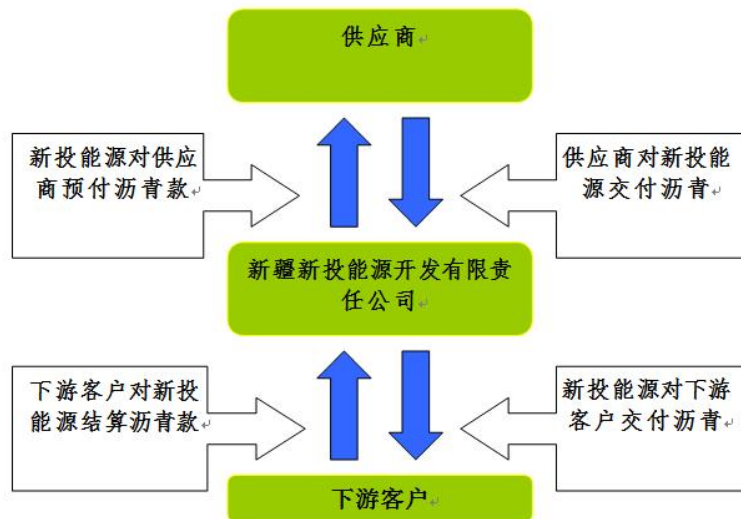 供应商
新投能源对供应
商预付沥青款
供应商对新投能
源交付沥青
新疆新投能源开发有限责
任公司
下游客户对新投
能源结算沥青款
新投能源对下游
客户交付沥青
下游客户